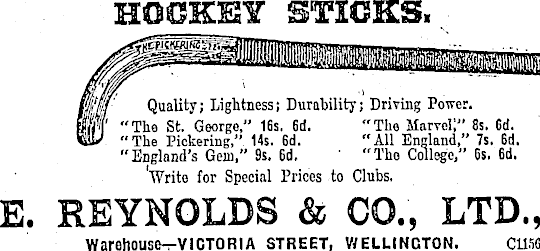 HOCKEY STICKS.
THE PICKERING
Quality; Lightness; Durability; Driving Power.
"The St. George," 16s. 6d. "The Marvel," 8s. 6d.
"The Pickering," 14s. 6d. "All England," 7s. 6d.
"England's Gem," 9s. 6d. "The College," 6s. 6d.
Write for Special Prices to Clubs.
E. REYNOLDS & CO., LTD.,
Warehouse—VICTORIA STREET, WELLINGTON. C1156